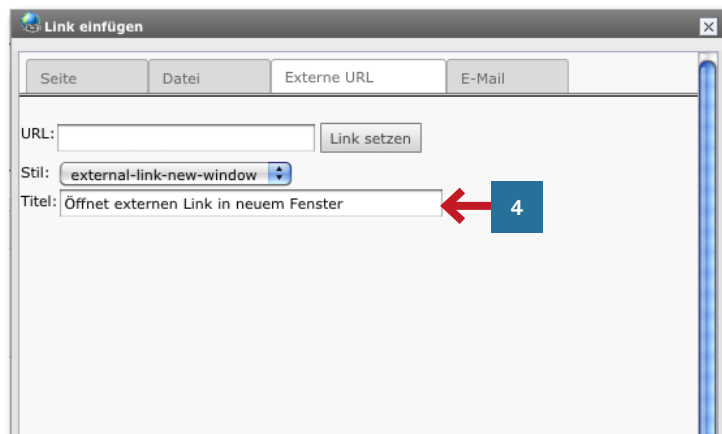 Link einfügen
Seite Datei Externe URL E-Mail
URL: Link setzen
Stil: external-link-new-window
Titel: Öffnet externen Link in neuem Fenster
4